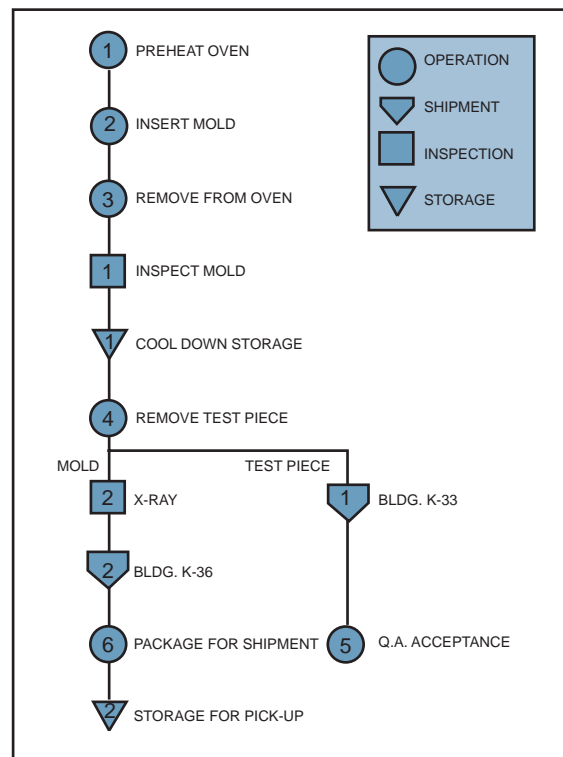 1 PREHEAT OVEN
2 INSERT MOLD
3 REMOVE FROM OVEN
1 INSPECT MOLD
1 COOL DOWN STORAGE
4 REMOVE TEST PIECE
MOLD TEST PIECE
2 X-RAY 1 BLDG. K-33
2 BLDG. K-36
6 PACKAGE FOR SHIPMENT 5 Q.A. ACCEPTANCE
2 STORAGE FOR PICK-UP
OPERATION
SHIPMENT
INSPECTION
STORAGE